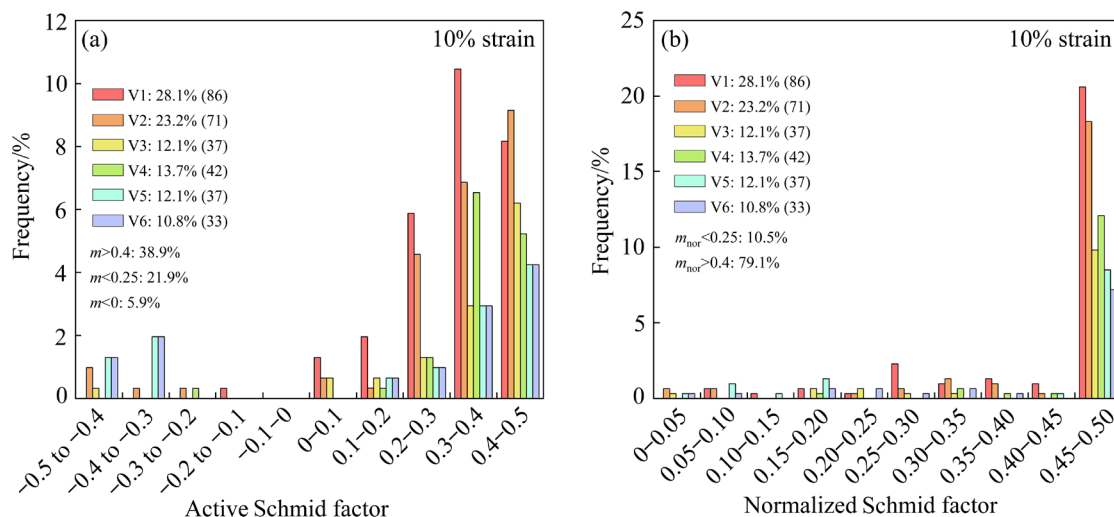 (a)
10% strain
12
10
8
6
4
2
0
Frequency/%
V1: 28.1% (86)
V2: 23.2% (71)
V3: 12.1% (37)
V4: 13.7% (42)
V5: 12.1% (37)
V6: 10.8% (33)
m>0.4: 38.9%
m<0.25: 21.9%
m<0: 5.9%
−0.5 to −0.4
−0.4 to −0.3
−0.3 to −0.2
−0.2 to −0.1
−0.1−0
0−0.1
0.1−0.2
0.2−0.3
0.3−0.4
0.4−0.5
Active Schmid factor
(b)
10% strain
25
20
15
10
5
0
Frequency/%
V1: 28.1% (86)
V2: 23.2% (71)
V3: 12.1% (37)
V4: 13.7% (42)
V5: 12.1% (37)
V6: 10.8% (33)
mnor<0.25: 10.5%
mnor>0.4: 79.1%
0−0.05
0.05−0.10
0.10−0.15
0.15−0.20
0.20−0.25
0.25−0.30
0.30−0.35
0.35−0.40
0.40−0.45
0.45−0.50
Normalized Schmid factor